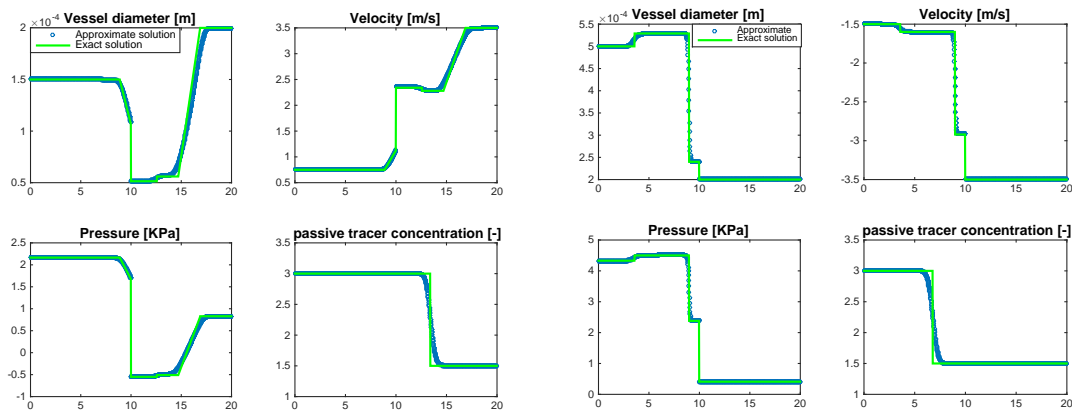 ×10⁻⁴ Vessel diameter [m]
2
1.5
1
0.5
0 5 10 15 20
Approximate solution
Exact solution
Velocity [m/s]
3.5
3
2.5
2
1.5
1
0.5
0 5 10 15 20
×10⁻⁴ Vessel diameter [m]
6
5.5
5
4.5
4
3.5
3
2.5
2
0 5 10 15 20
Approximate
Exact solution
Velocity [m/s]
-1.5
-2
-2.5
-3
-3.5
0 5 10 15 20
Pressure [KPa]
2.5
2
1.5
1
0.5
0
-0.5
-1
0 5 10 15 20
passive tracer concentration [-]
3.5
3
2.5
2
1.5
1
0 5 10 15 20
Pressure [KPa]
5
4
3
2
1
0
0 5 10 15 20
passive tracer concentration [-]
3.5
3
2.5
2
1.5
1
0 5 10 15 20